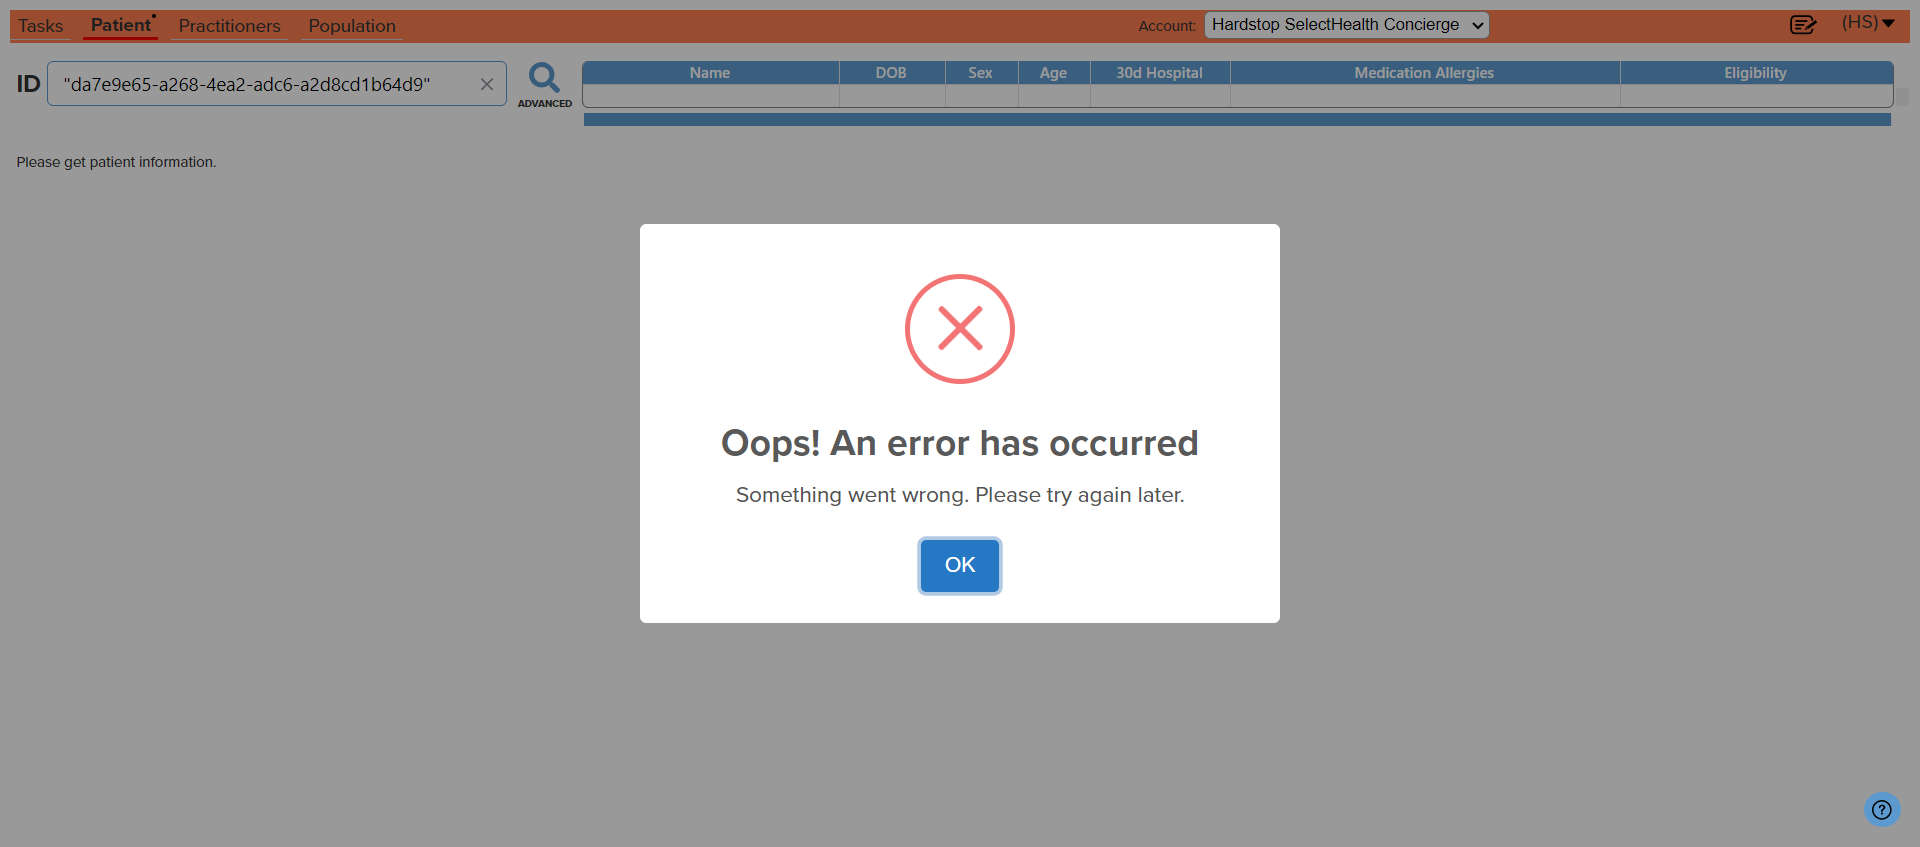 Tasks Patient Practitioners Population Account: Hardstop SelectHealth Concierge (HS)
ID "da7e9e65-a268-4ea2-adc6-a2d8cd1b64d9" ADVANCED
Name DOB Sex Age 30d Hospital Medication Allergies Eligibility
Please get patient information.
Oops! An error has occurred
Something went wrong. Please try again later.
OK
?